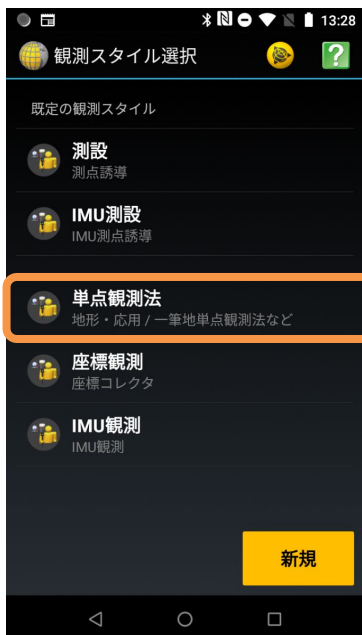 13:28
観測スタイル選択
?
既定の観測スタイル
測設
測点誘導
IMU測設
IMU測点誘導
単点観測法
地形・応用 / 一筆地単点観測法など
座標観測
座標コレクタ
IMU観測
IMU観測
新規